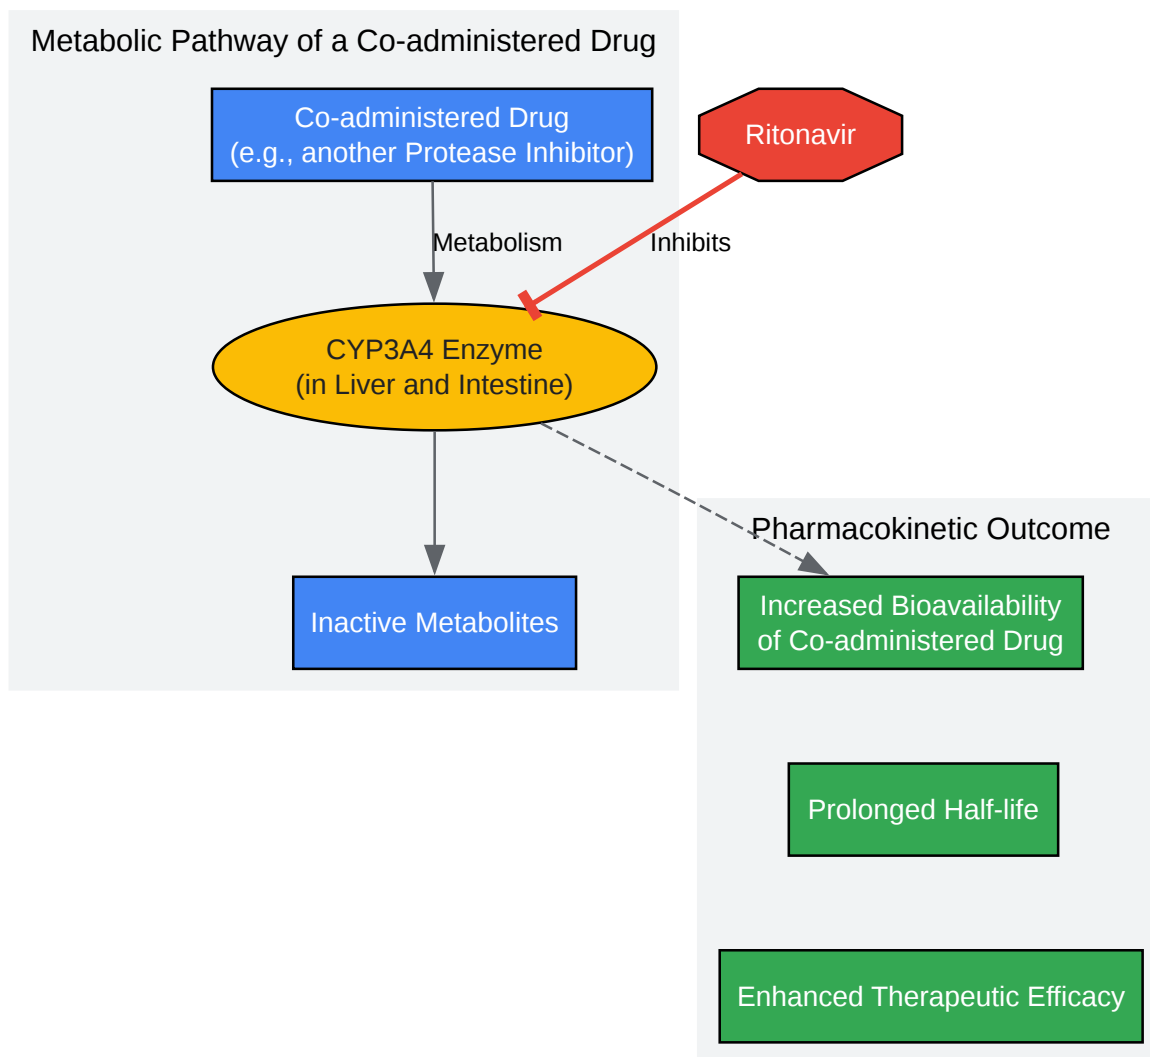 Metabolic Pathway of a Co-administered Drug
Co-administered Drug
(e.g., another Protease Inhibitor)
Ritonavir
Metabolism
Inhibits
CYP3A4 Enzyme
(in Liver and Intestine)
Pharmacokinetic Outcome
Inactive Metabolites
Increased Bioavailability
of Co-administered Drug
Prolonged Half-life
Enhanced Therapeutic Efficacy